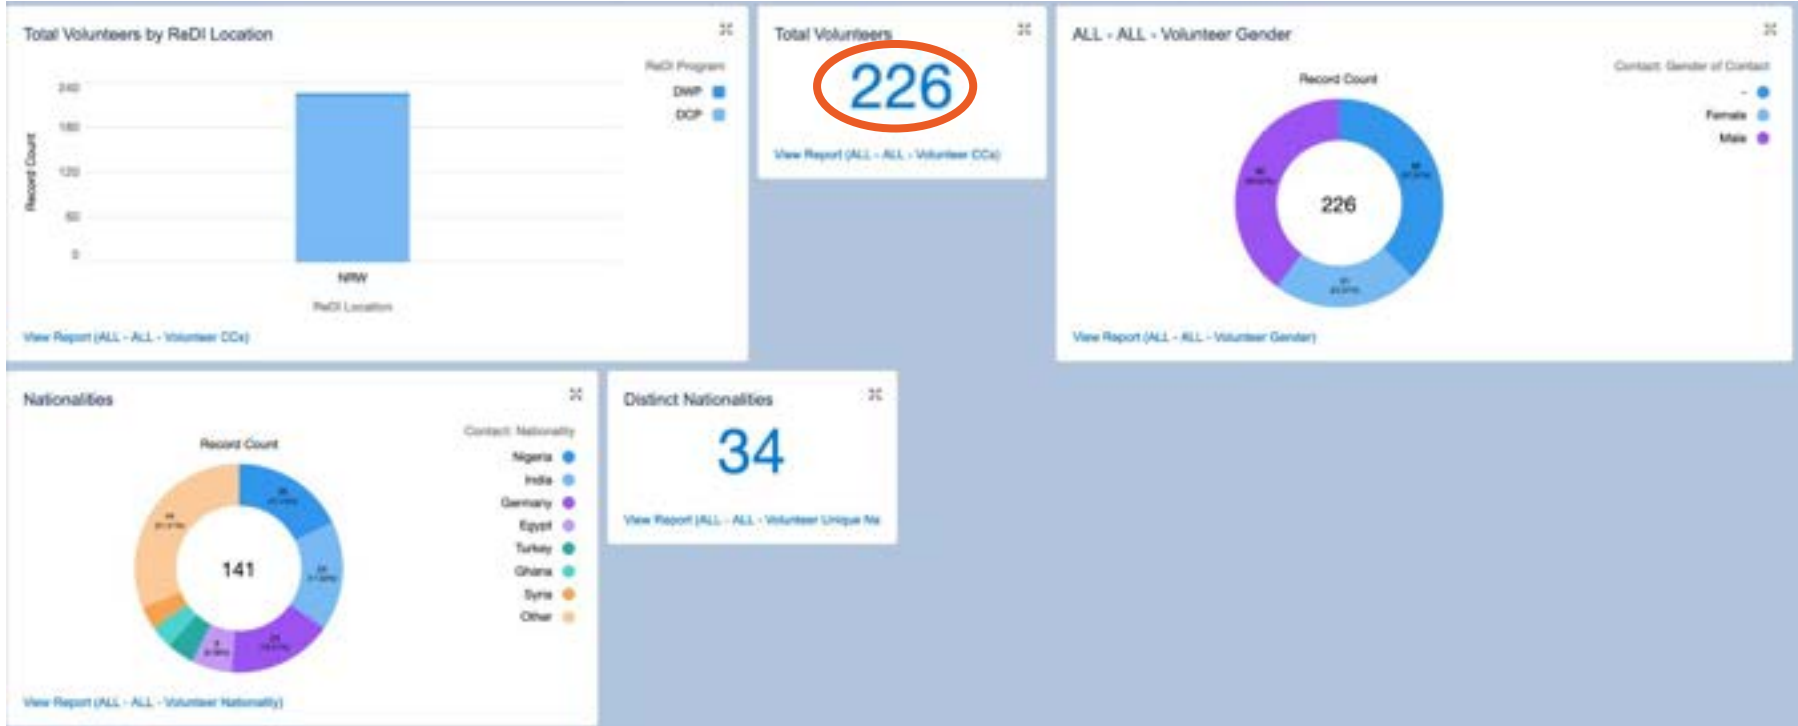 Total Volunteers by ReDI Location
ReDI Program
DWP
DCP
240
180
120
60
0
Record Count
NRW
ReDI Location
View Report (ALL - ALL - Volunteer CCs)
Total Volunteers
226
View Report (ALL - ALL - Volunteer CCs)
ALL - ALL - Volunteer Gender
Contact: Gender of Contact
-
Female
Male
Record Count
226
View Report (ALL - ALL - Volunteer Gender)
Nationalities
Contact: Nationality
Nigeria
India
Germany
Egypt
Turkey
Ghana
Syria
Other
Record Count
141
View Report (ALL - ALL - Volunteer Nationality)
Distinct Nationalities
34
View Report (ALL - ALL - Volunteer Unique Na